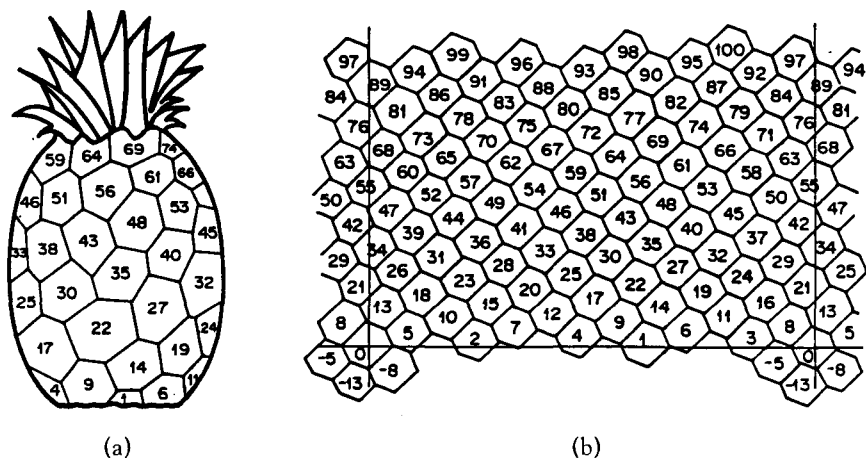 59 64 69 74
61 66
51 56
46 53
48 45
38 43 40
33 35 32
25 30 27
22 24
17 19
14
4 9 1 6 11
(a)
99 98 100
97 96 95 97
94 93 90 92 94
89 91 88 85 87 89
84 86 83 80 82 79 84 81
76 78 75 77 76
81 73 70 72 74 71
68 67 69 66 68
63 65 62 64 61 63
60 57 59 56 58
55 52 54 51 53 55
50 49 46 48 50
47 44 43 45 47
42 39 41 38 40 42
34 36 33 35 37 34
29 31 28 30 32 29
26 25 27 25
21 23 20 22 24 21
18 15 17 19 16
13 12 14 13
8 10 7 9 11 8
5 4 6 5
2 1 3
-5 0 -5 0
-8 -8
-13 -13
(b)